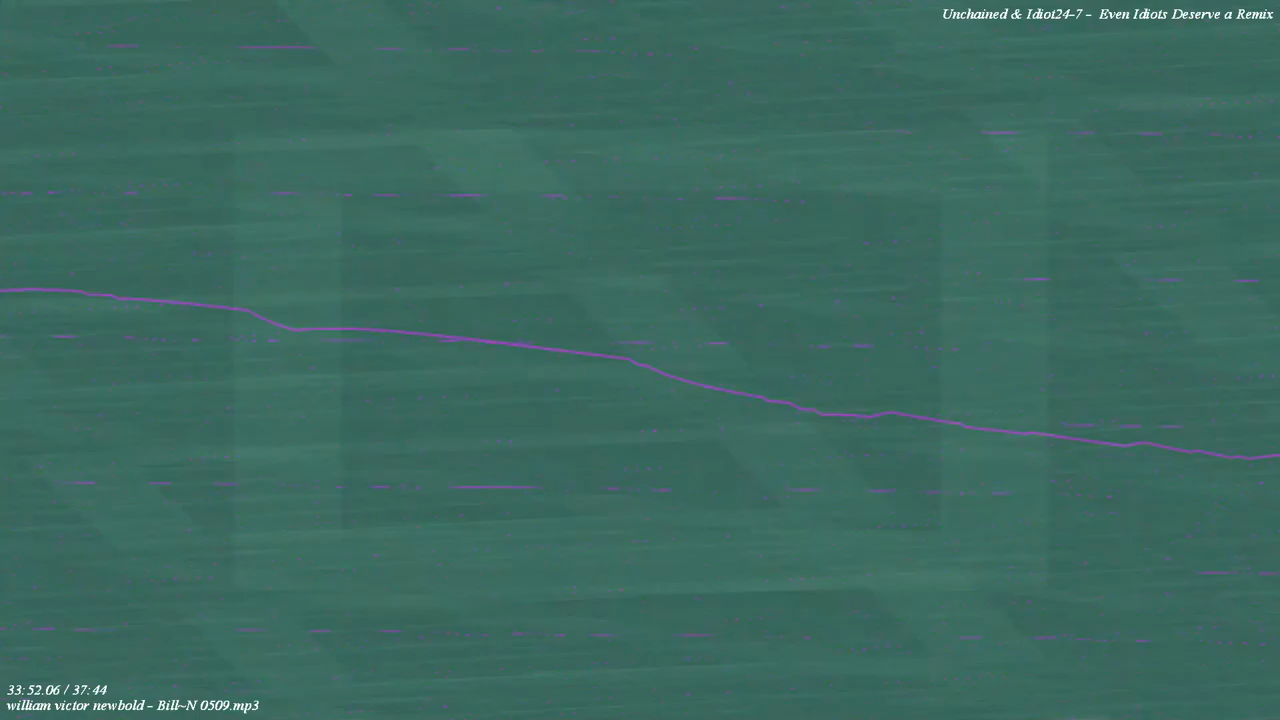 Unchained & Idiot24-7 - Even Idiots Deserve a Remix
33:52.06 / 37:44
william victor newbold - Bill~N 0509.mp3